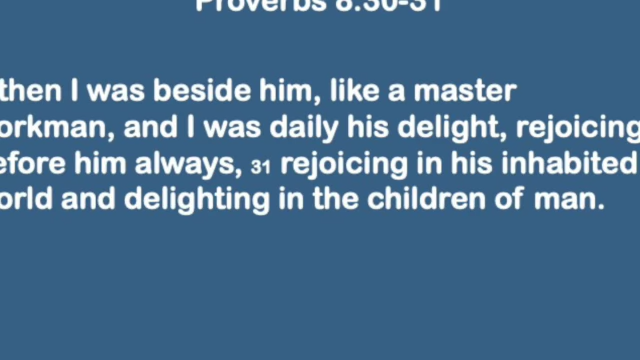 Proverbs 8:30-31
then I was beside him, like a master
orkman, and I was daily his delight, rejoicing
efore him always, 31 rejoicing in his inhabited
orld and delighting in the children of man.